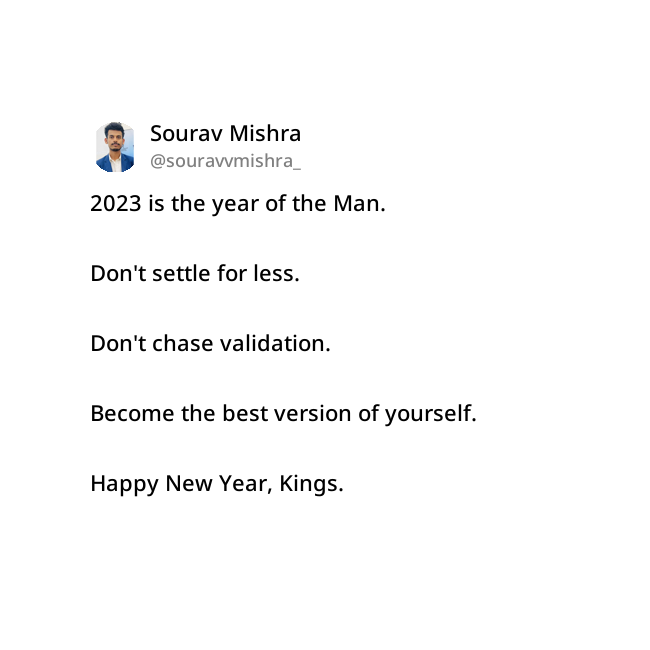 Sourav Mishra
@souravvmishra_
2023 is the year of the Man.
Don't settle for less.
Don't chase validation.
Become the best version of yourself.
Happy New Year, Kings.